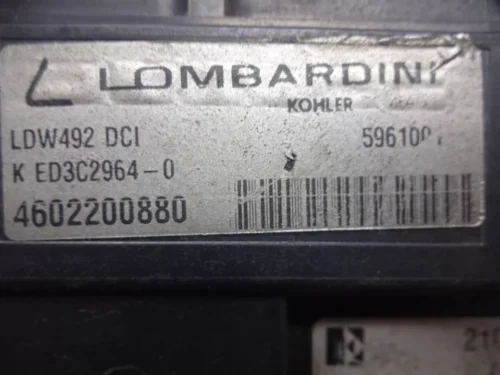 LOMBARDINI
KOHLER
LDW492 DCI
K ED3C2964-0
4602200880